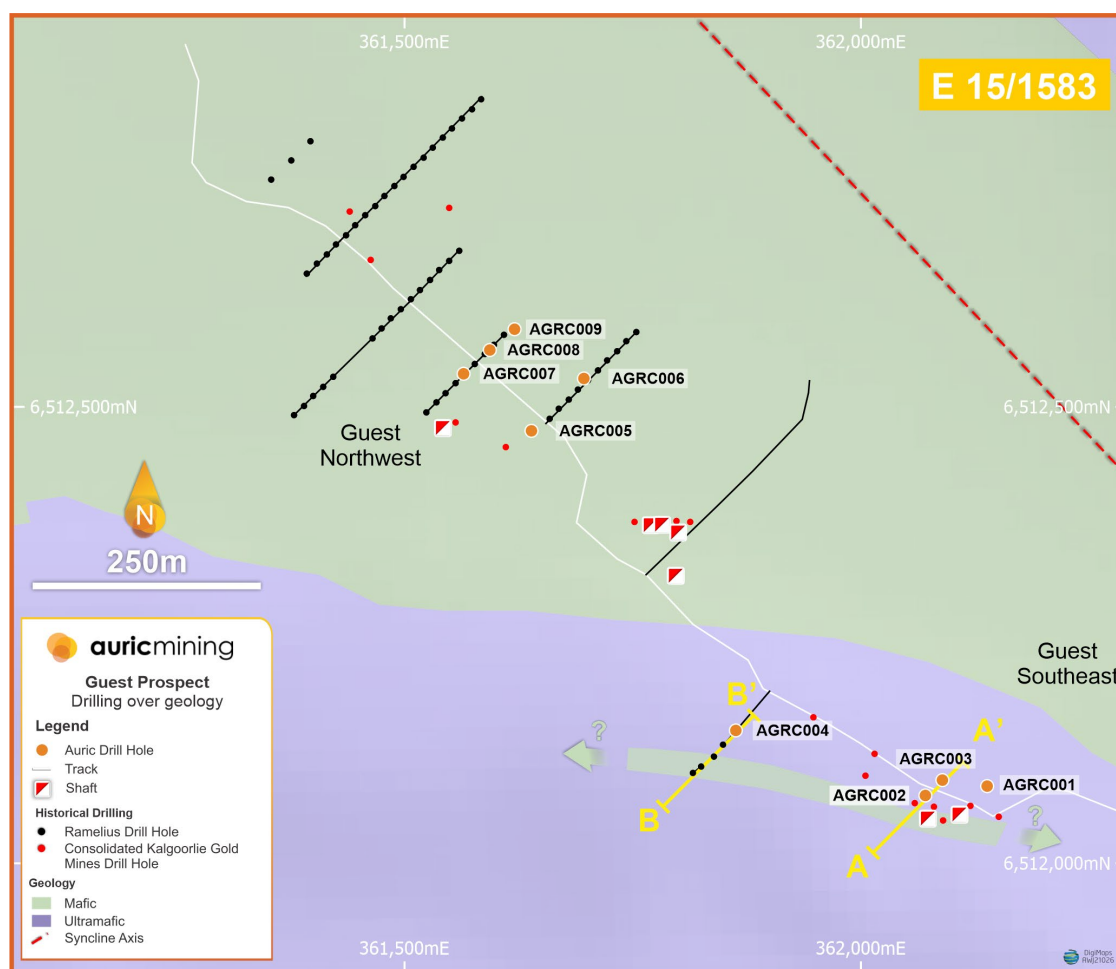 361,500mE
362,000mE
E 15/1583
AGRC009
AGRC008
AGRC007
AGRC006
6,512,500mN
6,512,500mN
AGRC005
Guest
Northwest
N
250m
Guest
Southeast
B'
?
AGRC004
A'
AGRC003
AGRC001
AGRC002
B
?
A
6,512,000mN
auricmining
Guest Prospect
Drilling over geology
Legend
Auric Drill Hole
Track
Shaft
Historical Drilling
Ramelius Drill Hole
Consolidated Kalgoorlie Gold
Mines Drill Hole
Geology
Mafic
Ultramafic
Syncline Axis
361,500mE
362,000mE
DigiMaps
AWJ21026